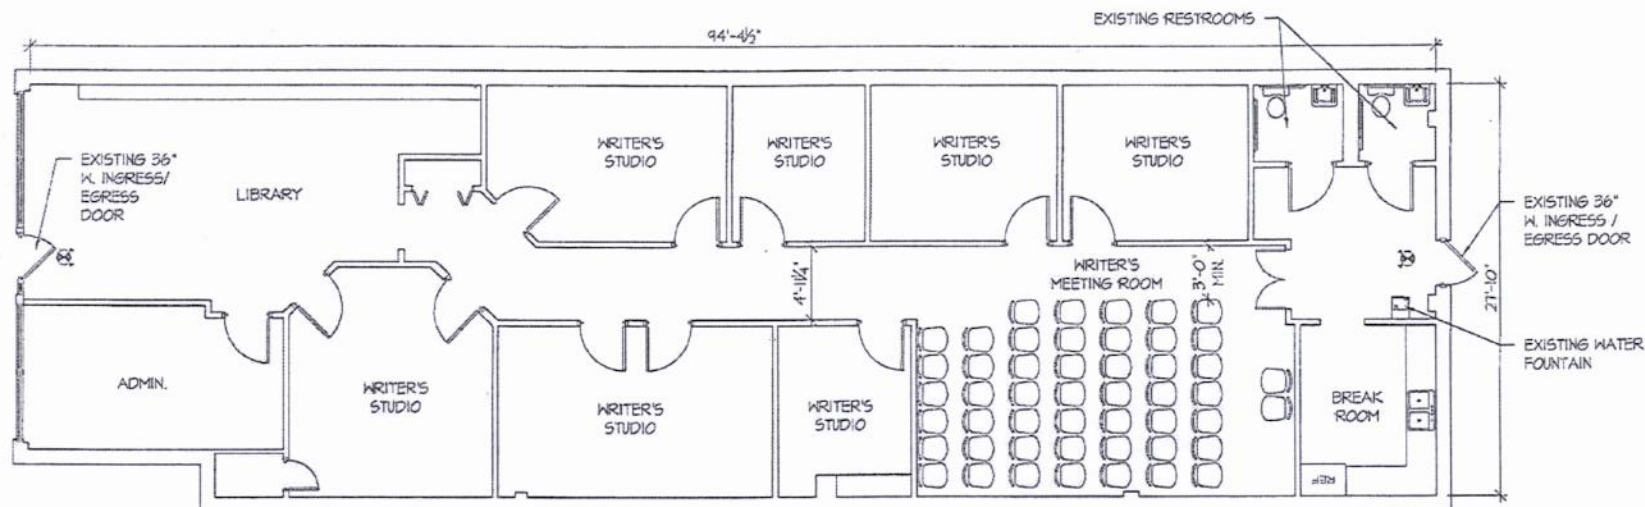 EXISTING RESTROOMS
94'-4½"
EXISTING 36"
W. INGRESS/
EGRESS
DOOR
LIBRARY
WRITER'S
STUDIO
WRITER'S
STUDIO
WRITER'S
STUDIO
WRITER'S
STUDIO
EXISTING 36"
W. INGRESS /
EGRESS DOOR
4'-11¼"
WRITER'S
MEETING ROOM
3'-0"
MIN.
27'-10"
EXISTING WATER
FOUNTAIN
ADMIN.
WRITER'S
STUDIO
WRITER'S
STUDIO
WRITER'S
STUDIO
BREAK
ROOM
REF